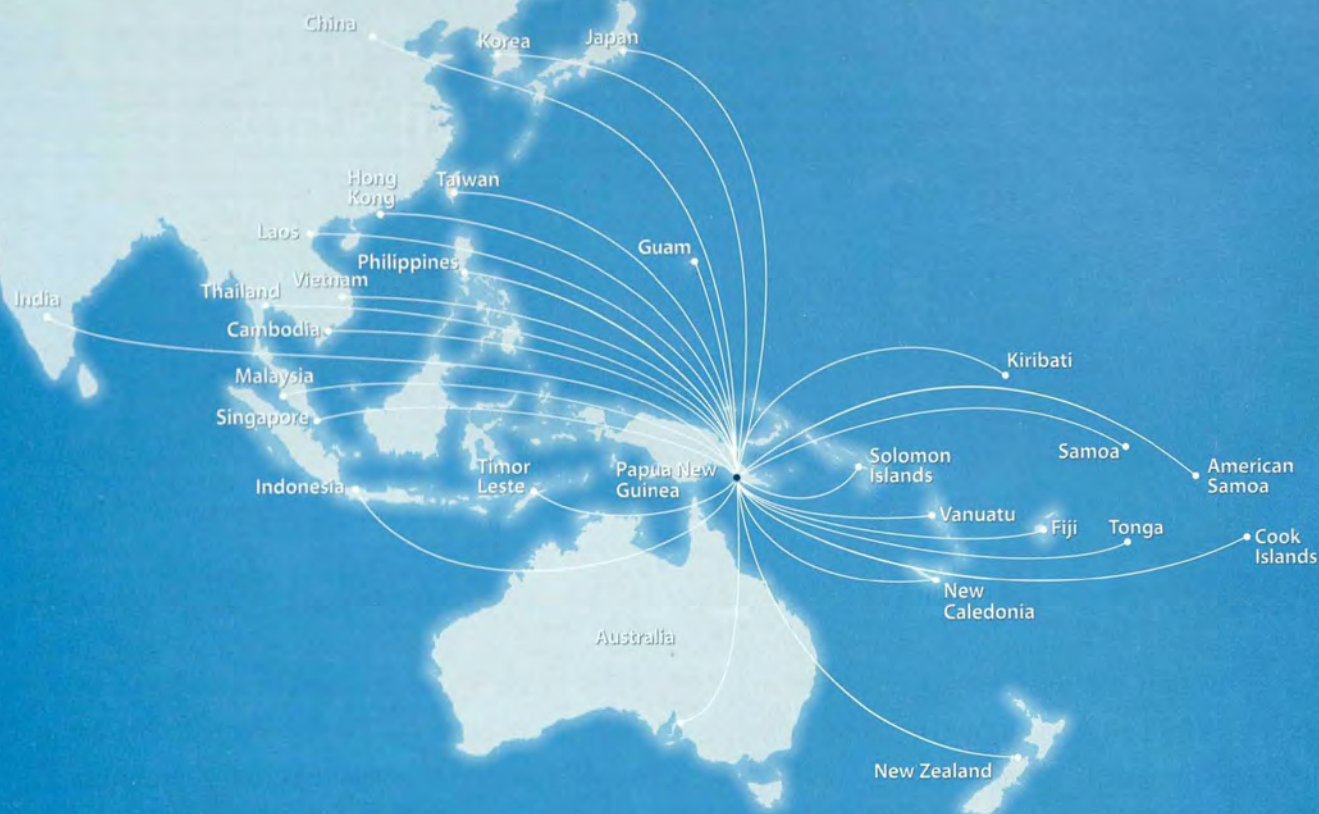 China
Korea
Japan
Hong
Kong
Taiwan
Laos
Guam
Philippines
Vietnam
Thailand
India
Cambodia
Kiribati
Malaysia
Singapore
Samoa
Solomon
Islands
American
Samoa
Timor
Leste
Papua New
Guinea
Indonesia
Vanuatu
Fiji
Tonga
Cook
Islands
New
Caledonia
Australia
New Zealand